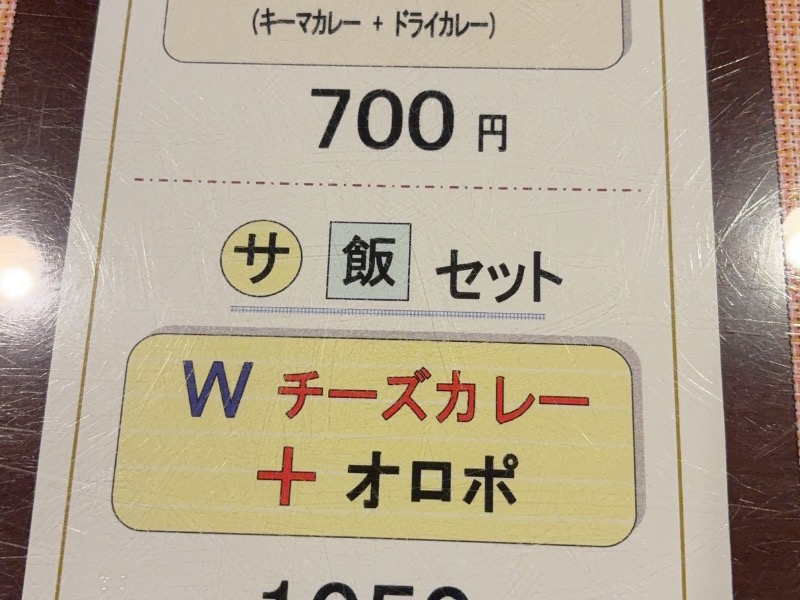 (キーマカレー + ドライカレー)
700 円
サ 飯 セット
W チーズカレー
+ オロポ